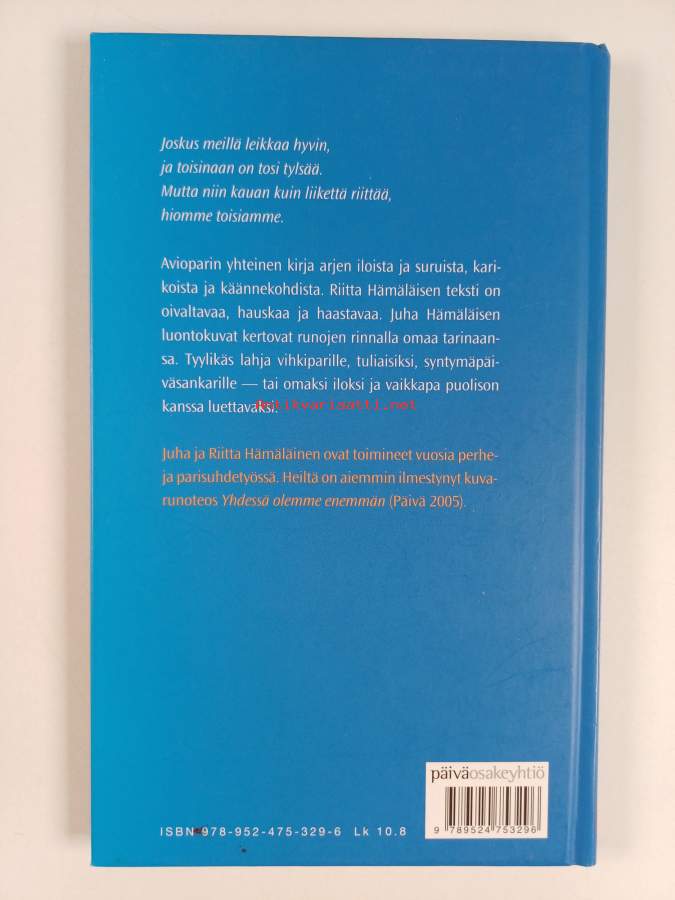 Joskus meillä leikkaa hyvin,
ja toisinaan on tosi tylsää.
Mutta niin kauan kuin liikettä riittää,
hiomme toisiamme.
Avioparin yhteinen kirja arjen iloista ja suruista, kari-
koista ja käännekohdista. Riitta Hämäläisen teksti on
oivaltavaa, hauskaa ja haastavaa. Juha Hämäläisen
luontokuvat kertovat runojen rinnalla omaa tarinaan-
sa. Tyylikäs lahja vihkiparille, tuliaisiksi, syntymäpäi-
väsankarille — tai omaksi iloksi ja vaikkapa puolison
kanssa luettavaksi.
antikvariaatti.net
Juha ja Riitta Hämäläinen ovat toimineet vuosia perhe-
ja parisuhdetyössä. Heiltä on aiemmin ilmestynyt kuva-
runoteos Yhdessä olemme enemmän (Päivä 2005).
päiväosakeyhtiö
ISBN 978-952-475-329-6 Lk 10.8
9 789524 753296